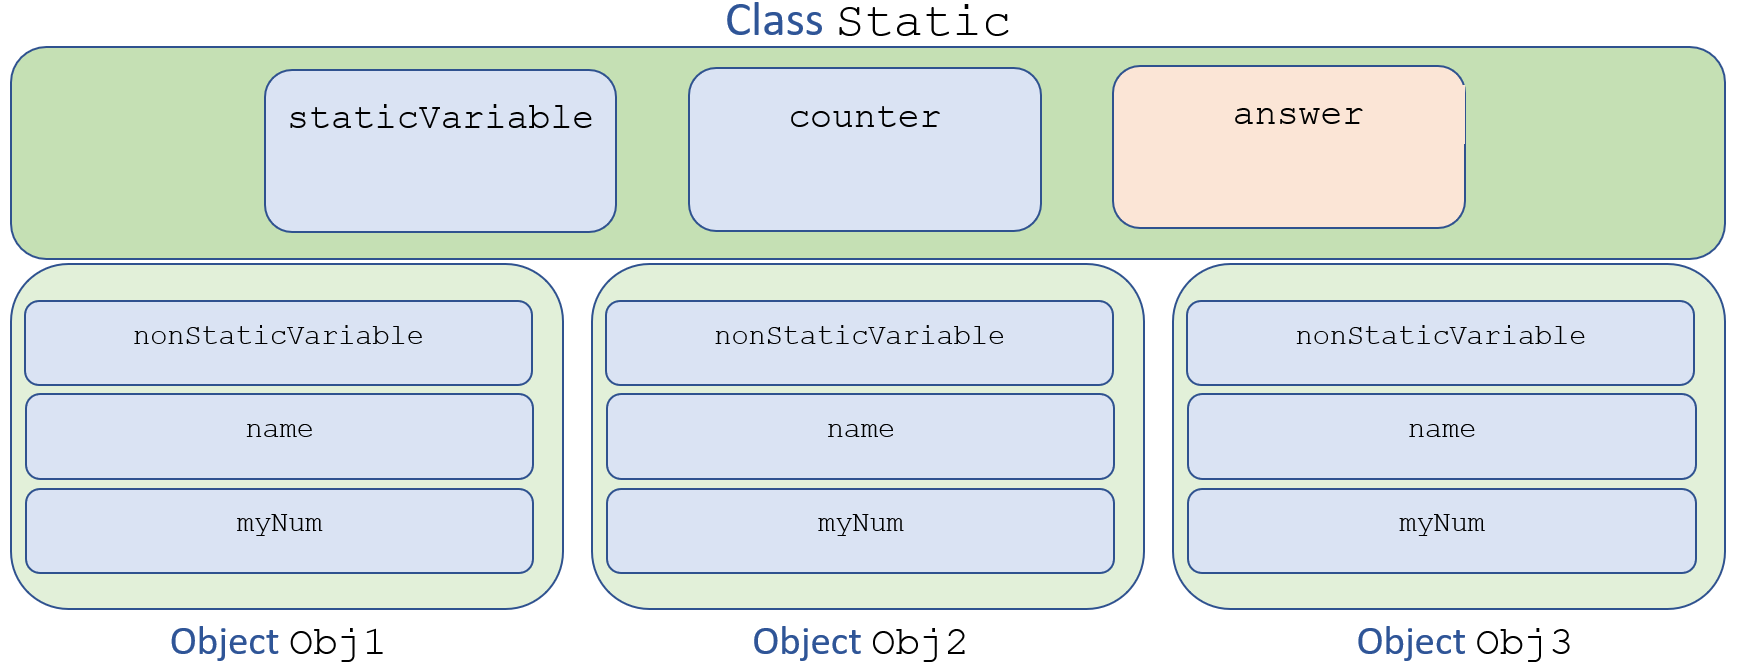 Class Static
staticVariable counter answer
nonStaticVariable nonStaticVariable nonStaticVariable
name name name
myNum myNum myNum
Object Obj1 Object Obj2 Object Obj3